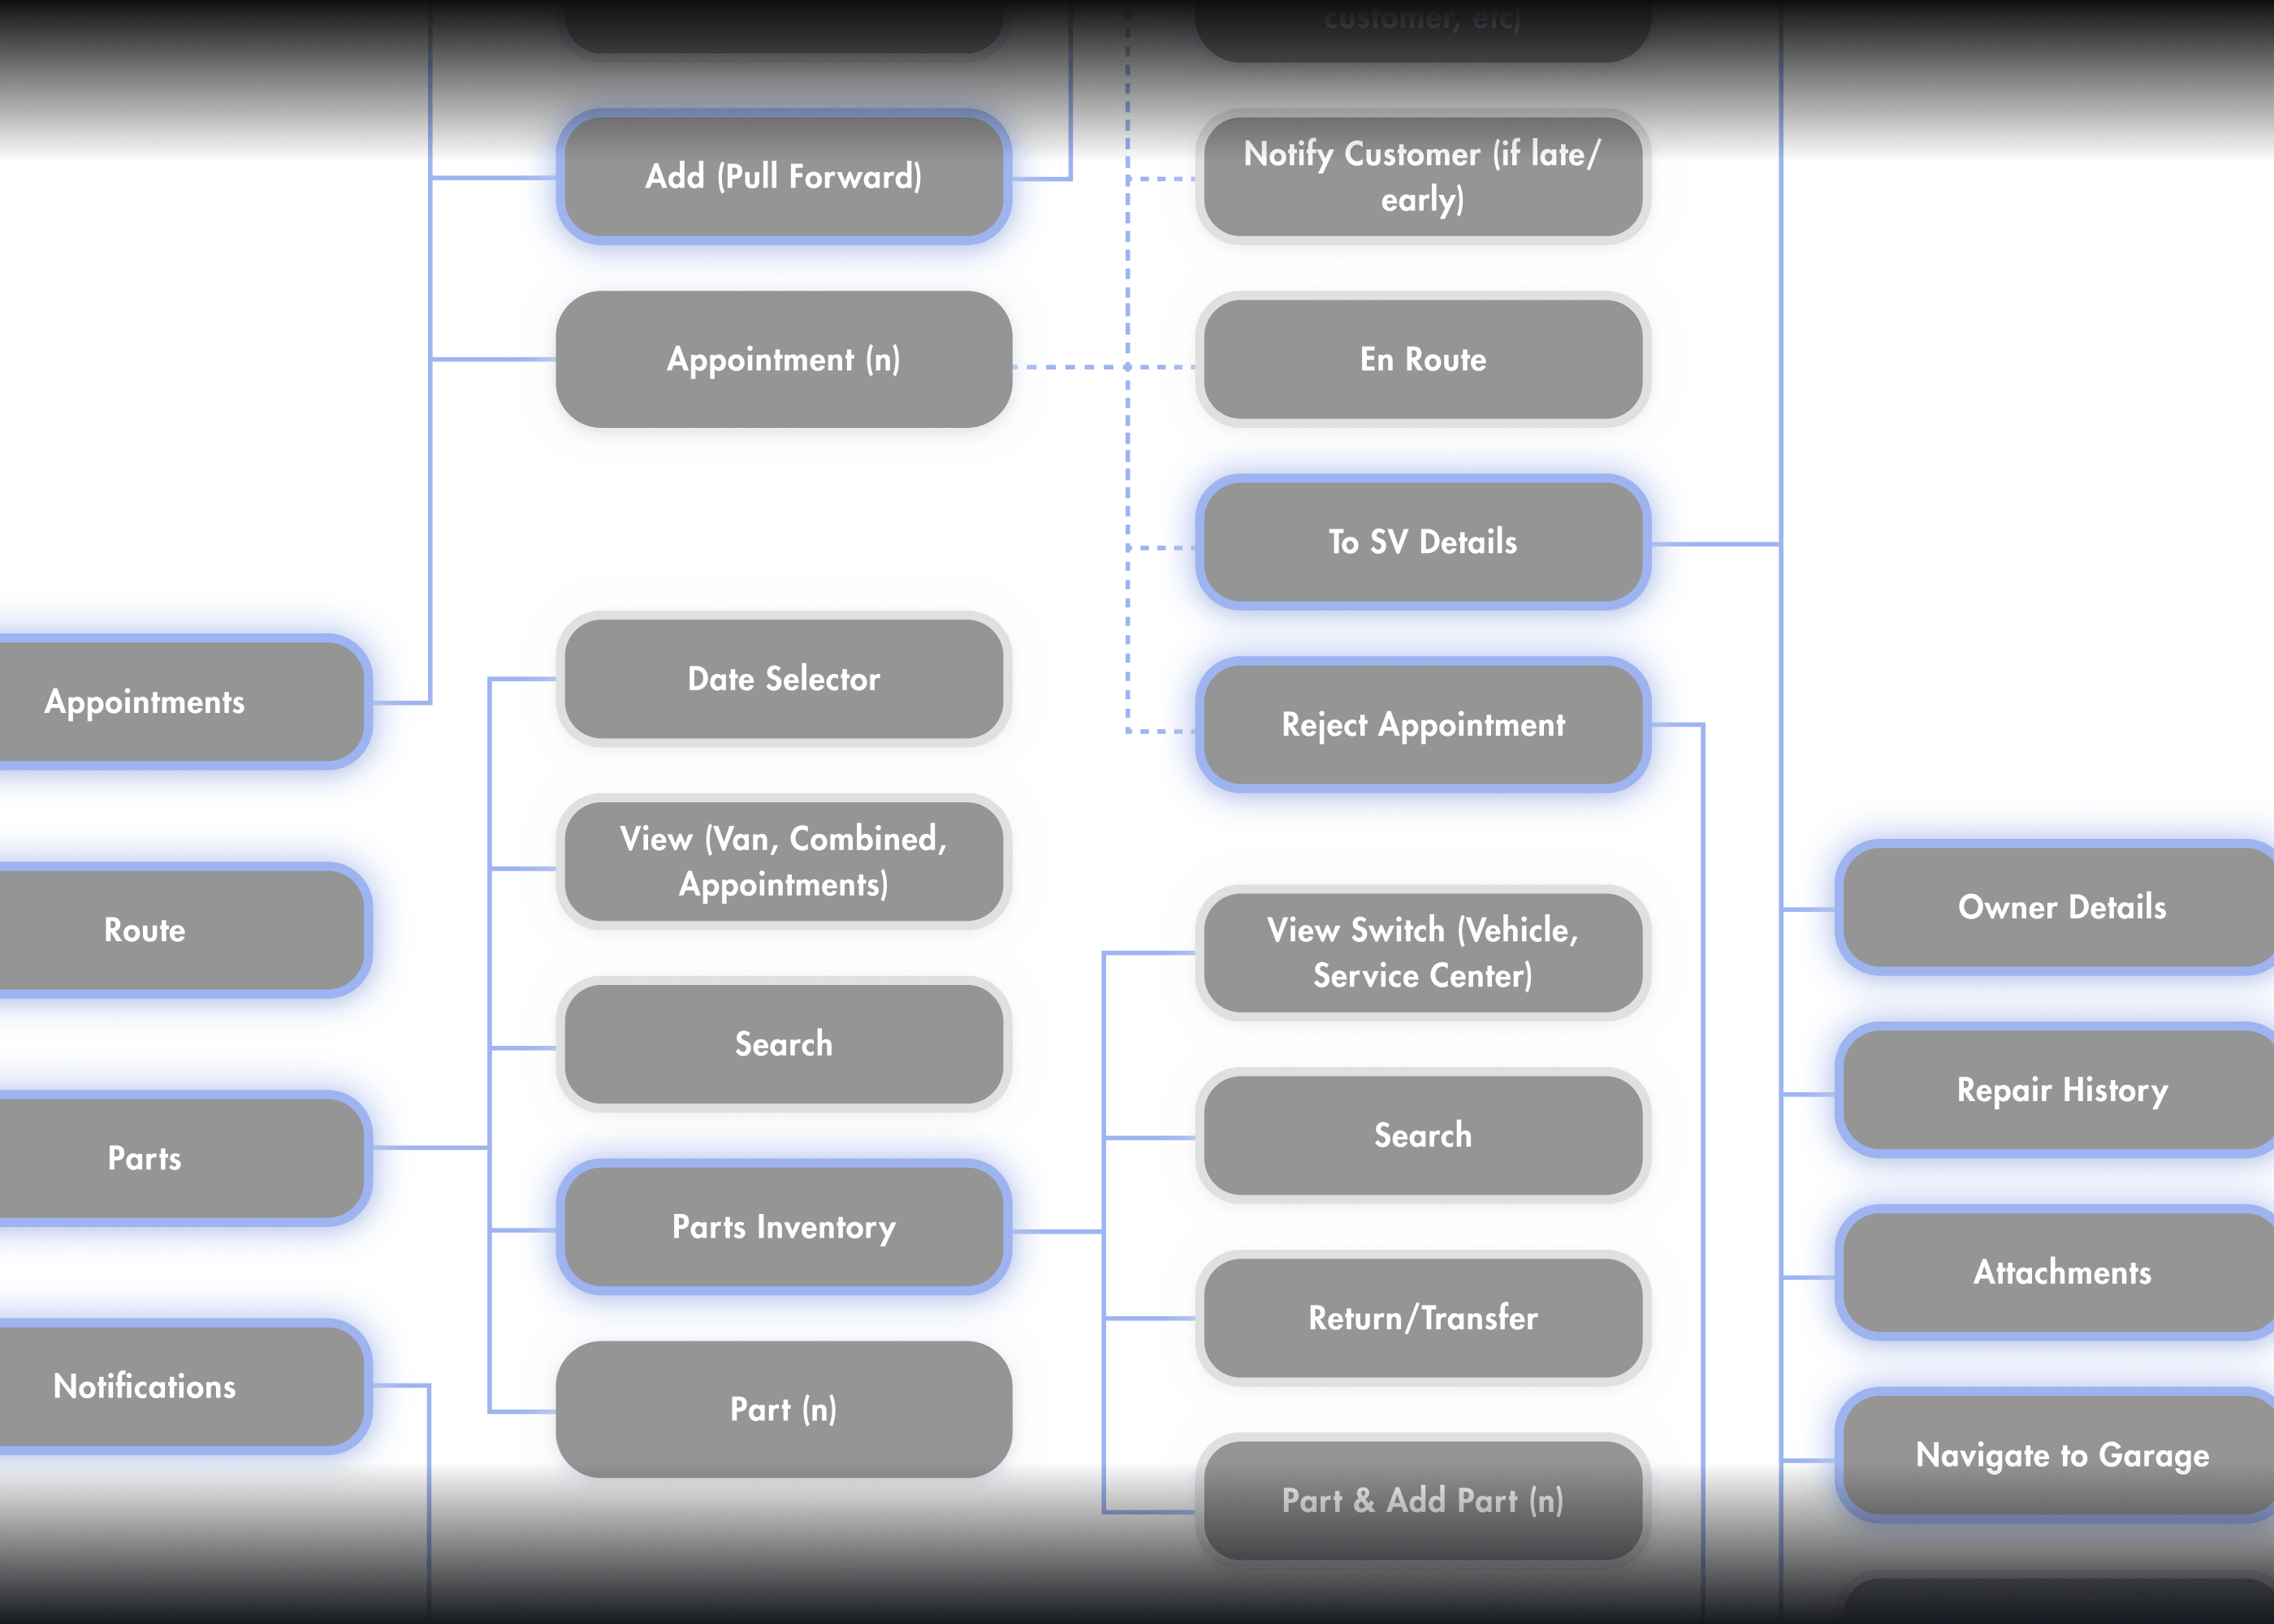 customer, etc)
Add (Pull Forward)
Notify Customer (if late/
early)
Appointment (n)
En Route
To SV Details
Appointments
Date Selector
Reject Appointment
View (Van, Combined,
Appointments)
Route
View Switch (Vehicle,
Service Center)
Owner Details
Search
Search
Repair History
Parts
Parts Inventory
Return/Transfer
Attachments
Notifications
Part (n)
Part & Add Part (n)
Navigate to Garage